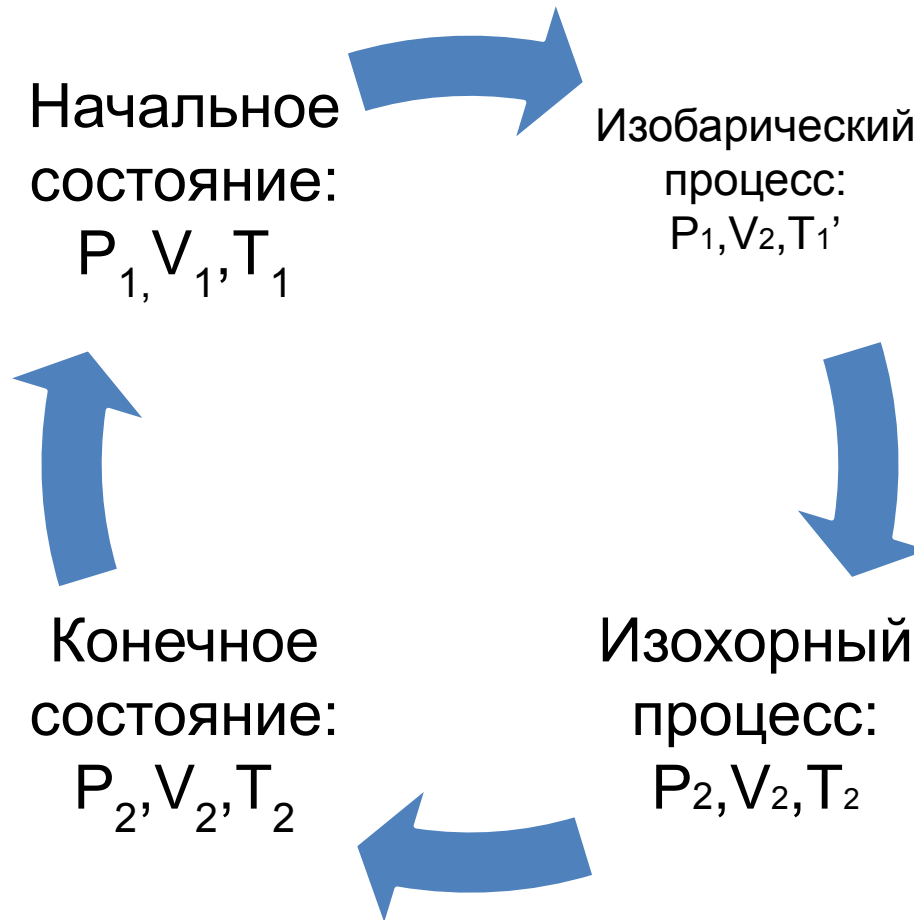 Начальное
состояние:
P₁,V₁,T₁
Изобарический
процесс:
P₁,V₂,T₁’
Изохорный
процесс:
P₂,V₂,T₂
Конечное
состояние:
P₂,V₂,T₂